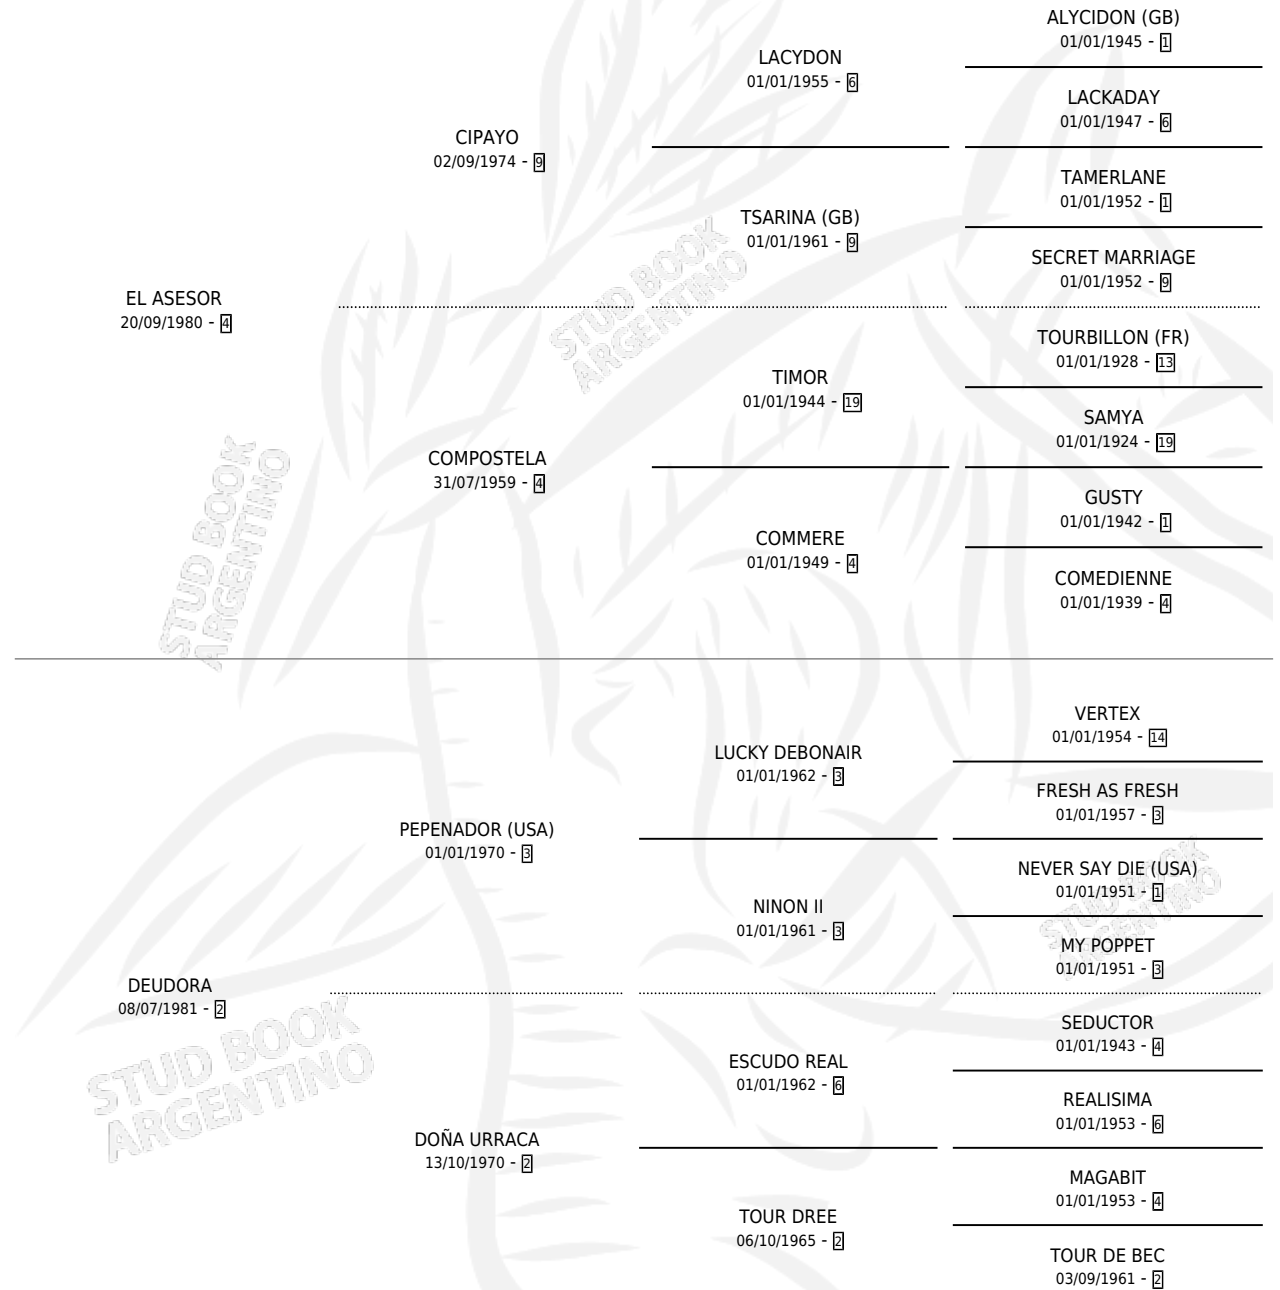 ALYCIDON (GB)
01/01/1945 - 1
LACYDON
01/01/1955 - 6
LACKADAY
01/01/1947 - 6
CIPAYO
02/09/1974 - 9
TAMERLANE
01/01/1952 - 1
TSARINA (GB)
01/01/1961 - 9
SECRET MARRIAGE
01/01/1952 - 9
EL ASESOR
20/09/1980 - 4
TOURBILLON (FR)
01/01/1928 - 13
TIMOR
01/01/1944 - 19
SAMYA
01/01/1924 - 19
COMPOSTELA
31/07/1959 - 4
GUSTY
01/01/1942 - 1
COMMERE
01/01/1949 - 4
COMEDIENNE
01/01/1939 - 4
VERTEX
01/01/1954 - 14
LUCKY DEBONAIR
01/01/1962 - 3
FRESH AS FRESH
01/01/1957 - 3
PEPENADOR (USA)
01/01/1970 - 3
NEVER SAY DIE (USA)
01/01/1951 - 1
NINON II
01/01/1961 - 3
MY POPPET
01/01/1951 - 3
DEUDORA
08/07/1981 - 2
SEDUCTOR
01/01/1943 - 4
ESCUDO REAL
01/01/1962 - 6
REALISIMA
01/01/1953 - 6
DOÑA URRACA
13/10/1970 - 2
MAGABIT
01/01/1953 - 4
TOUR DREE
06/10/1965 - 2
TOUR DE BEC
03/09/1961 - 2
STUD BOOK
ARGENTINO
STUD BOOK
ARGENTINO
STUD BOOK
ARGENTINO
STUD BOOK
ARGENTINO